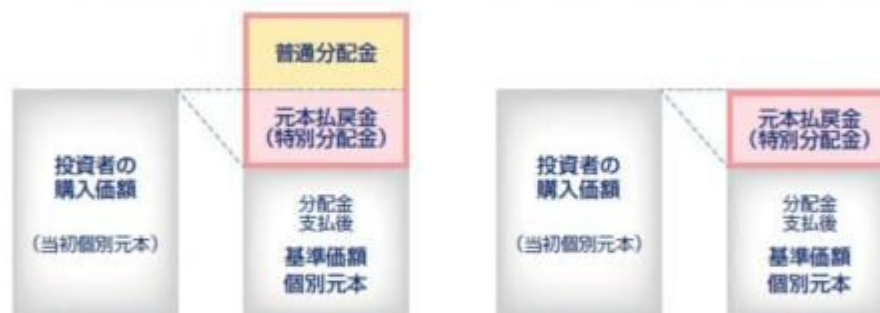 普通分配金
元本払戻金
(特別分配金)
投資者の
購入価額
(当初個別元本)
分配金
支払後
基準価額
個別元本
元本払戻金
(特別分配金)
投資者の
購入価額
(当初個別元本)
分配金
支払後
基準価額
個別元本